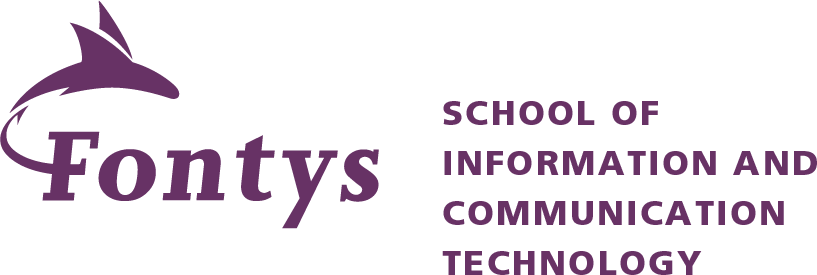 Fontys
SCHOOL OF
INFORMATION AND
COMMUNICATION
TECHNOLOGY